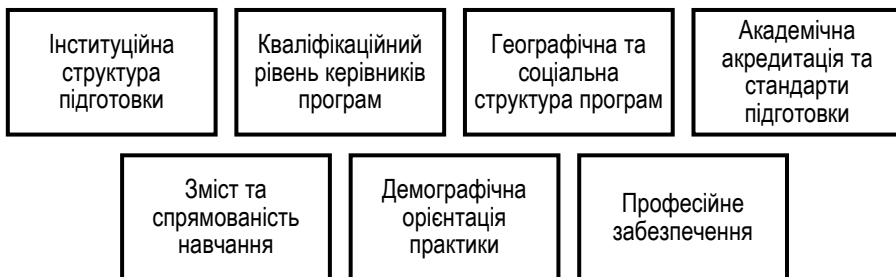 Інституційна
структура
підготовки
Кваліфікаційний
рівень керівників
програм
Географічна та
соціальна
структура програм
Академічна
акредитація та
стандарти
підготовки
Зміст та
спрямованість
навчання
Демографічна
орієнтація
практики
Професійне
забезпечення